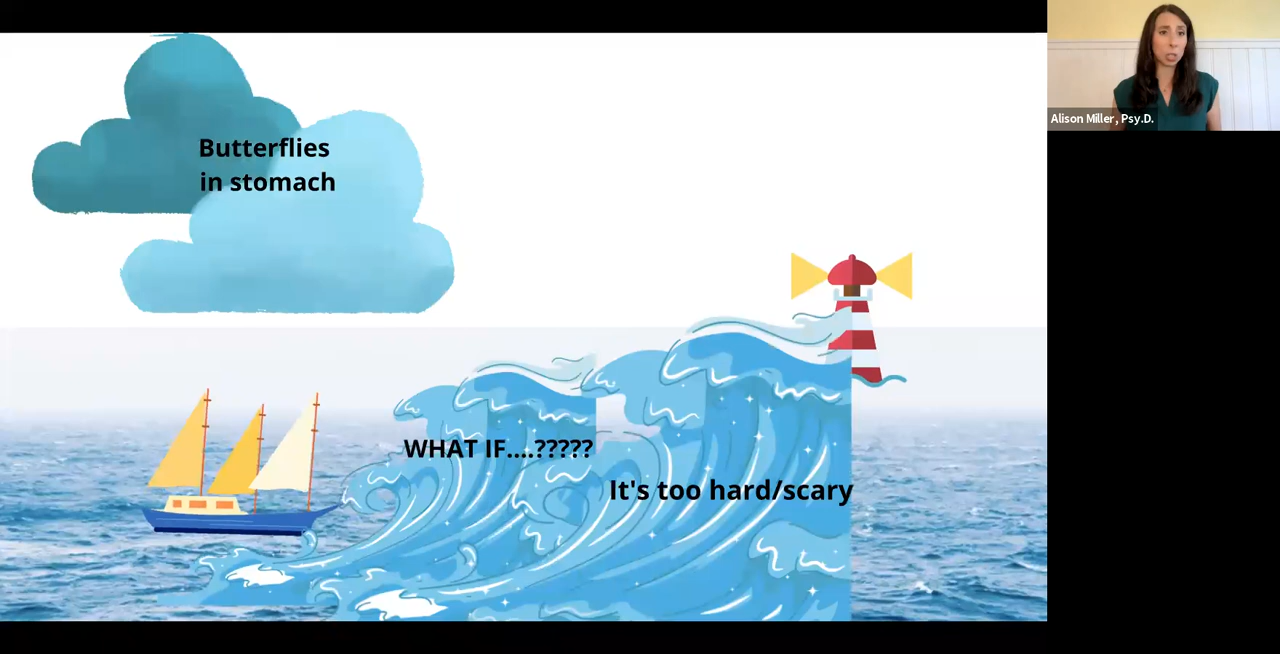 Butterflies
in stomach
WHAT IF....?????
It's too hard/scary
Alison Miller, Psy.D.